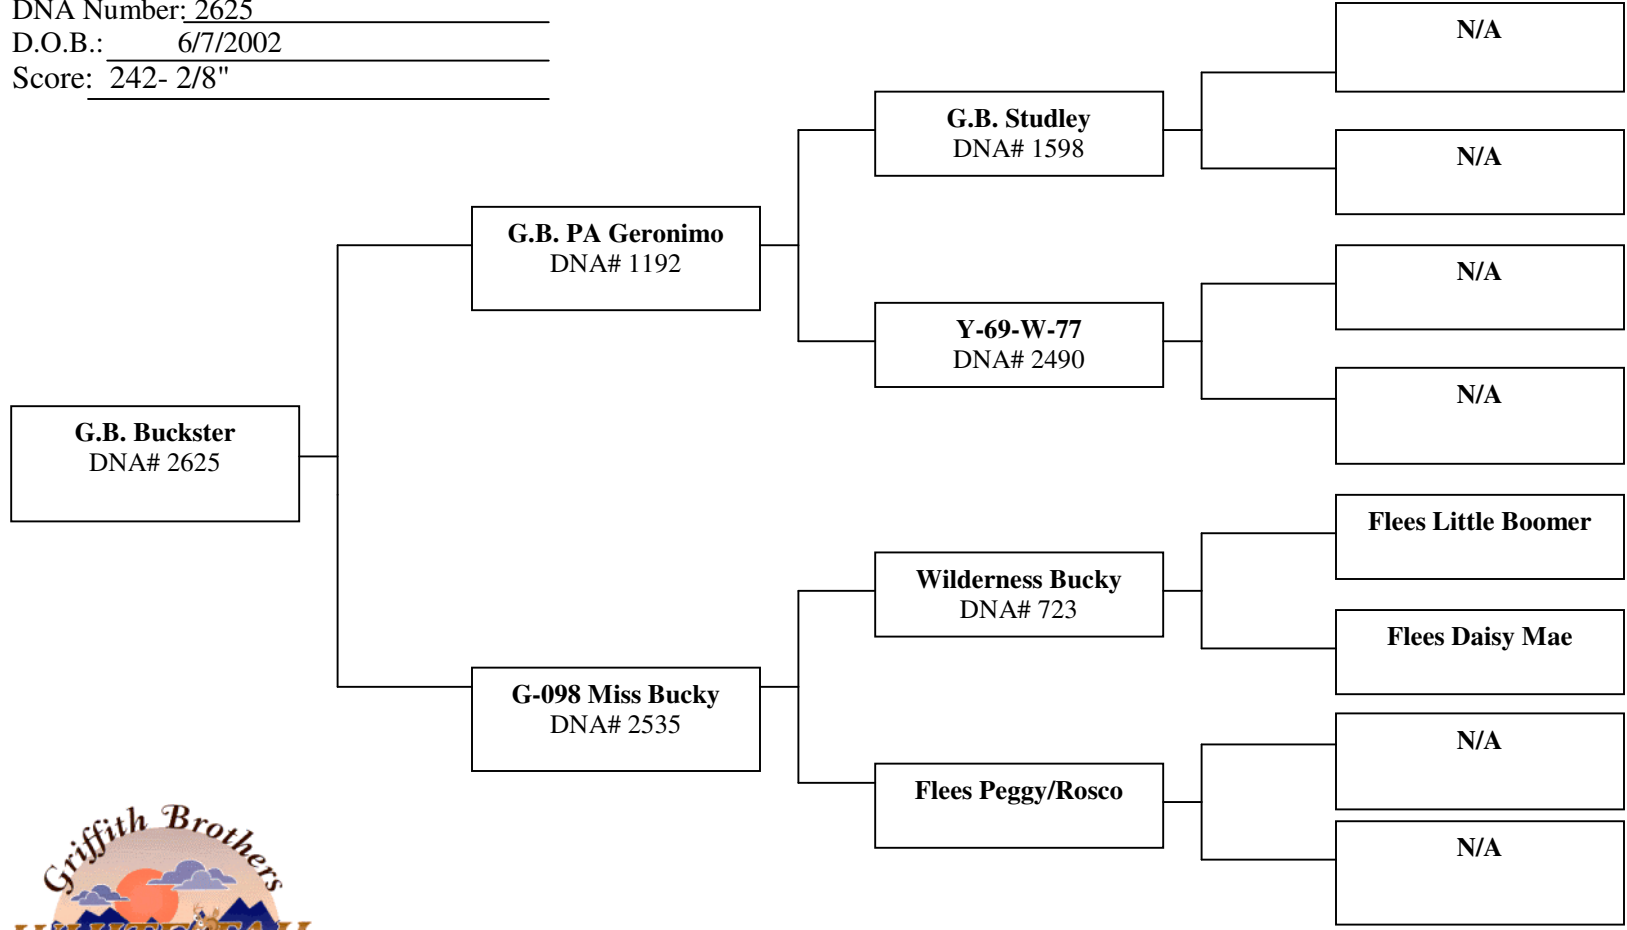 DNA Number: 2625
D.O.B.: 6/7/2002
Score: 242- 2/8"
N/A
G.B. Studley
DNA# 1598
N/A
G.B. PA Geronimo
DNA# 1192
N/A
Y-69-W-77
DNA# 2490
N/A
G.B. Buckster
DNA# 2625
Flees Little Boomer
Wilderness Bucky
DNA# 723
Flees Daisy Mae
G-098 Miss Bucky
DNA# 2535
N/A
Flees Peggy/Rosco
N/A
Griffith Brothers